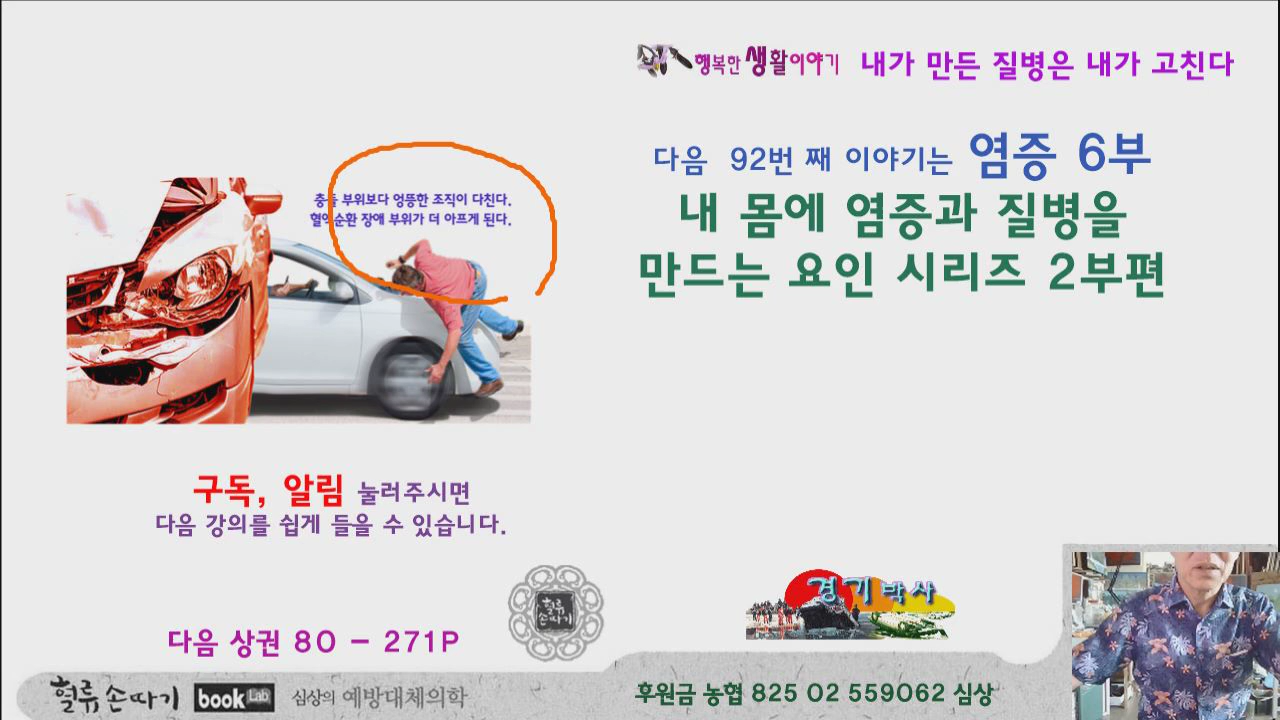 행복한 생활이야기 내가 만든 질병은 내가 고친다
다음 92번 째 이야기는 염증 6부
내 몸에 염증과 질병을
만드는 요인 시리즈 2부편
충돌 부위보다 엉뚱한 조직이 다친다.
혈액순환 장애 부위가 더 아프게 된다.
구독, 알림 눌러주시면
다음 강의를 쉽게 들을 수 있습니다.
혈류
손따기
경기박사
다음 상권 80 - 271P
혈류 손따기 book Lab 심상의 예방대체의학
후원금 농협 825 02 559062 심상